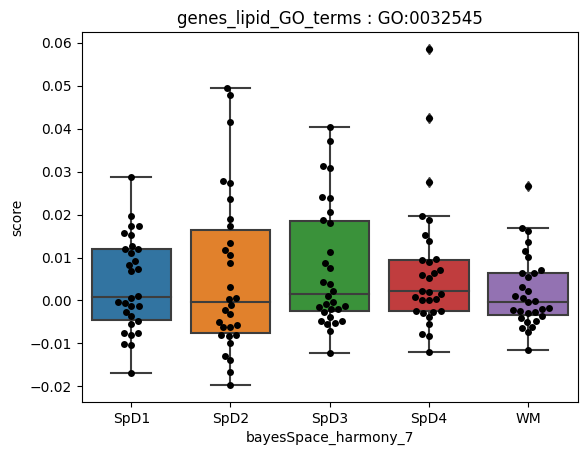 genes_lipid_GO_terms : GO:0032545
0.06
0.05
0.04
0.03
0.02
0.01
0.00
−0.01
−0.02
score
SpD1 SpD2 SpD3 SpD4 WM
bayesSpace_harmony_7